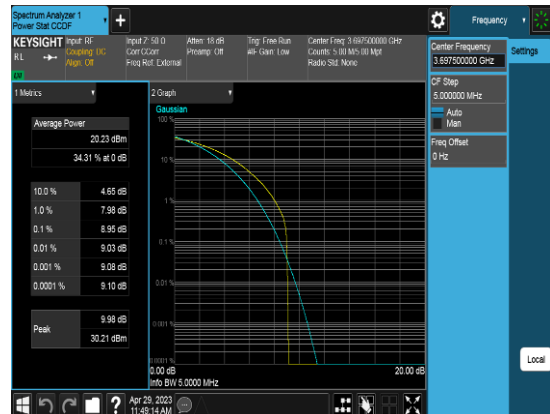 Spectrum Analyzer 1
Power Stat CCDF
+
Frequency
KEYSIGHT
RL
Input: RF
Coupling: DC
Align: Off
Input Z: 50 Ω
Corr CCorr
Freq Ref: External
Atten: 18 dB
Preamp: Off
Trig: Free Run
#IF Gain: Low
Center Freq: 3.697500000 GHz
Counts: 5.00 M/5.00 Mpt
Radio Std: None
Center Frequency
3.697500000 GHz
Settings
CF Step
5.000000 MHz
Auto
Man
Freq Offset
0 Hz
1 Metrics
Average Power
20.23 dBm
34.31 % at 0 dB
10.0 % 4.65 dB
1.0 % 7.98 dB
0.1 % 8.95 dB
0.01 % 9.03 dB
0.001 % 9.08 dB
0.0001 % 9.10 dB
Peak
9.98 dB
30.21 dBm
2 Graph
Gaussian
100 %
10 %
1 %
0.1 %
0.01 %
0.001 %
0.0001 %
0.00 dB 20.00 dB
Info BW 5.0000 MHz
Local
?
Apr 29, 2023
11:49:14 AM